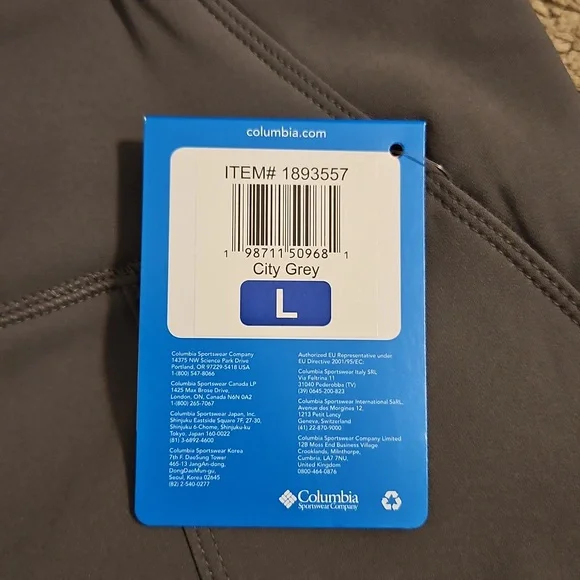 columbia.com
ITEM# 1893557
1 98711 50968 1
City Grey
L
Columbia Sportswear Company
14375 NW Science Park Drive
Portland, OR 97229-5418 USA
1-(800) 547-8066
Columbia Sportswear Canada LP
1425 Max Brose Drive.
London, ON, Canada N6N 0A2
1-(800) 265-7067
Columbia Sportswear Japan, Inc.
Shinjuku Eastside Square 7F, 27-30,
Shinjuku 6-Chome, Shinjuku-ku
Tokyo, Japan 160-0022
(81) 3-6892-4600
Columbia Sportswear Korea
7th F. DaeSung Tower
465-13 JangAn-dong,
DongDaeMun-gu,
Seoul, Korea 02645
(82) 2-540-0277
Authorized EU Representative under
EU Directive 2001/95/EC:
Columbia Sportswear Italy SRL
Via Feltrina 11
31040 Pederobba (TV)
(39) 0645-200-823
Columbia Sportswear International SaRL,
Avenue des Morgines 12,
1213 Petit Lancy
Geneva, Switzerland
(41) 22-870-9000
Columbia Sportswear Company Limited
12B Moss End Business Village
Crooklands, Milnthorpe,
Cumbria, LA7 7NU,
United Kingdom
0800-464-0876
Columbia
Sportswear Company